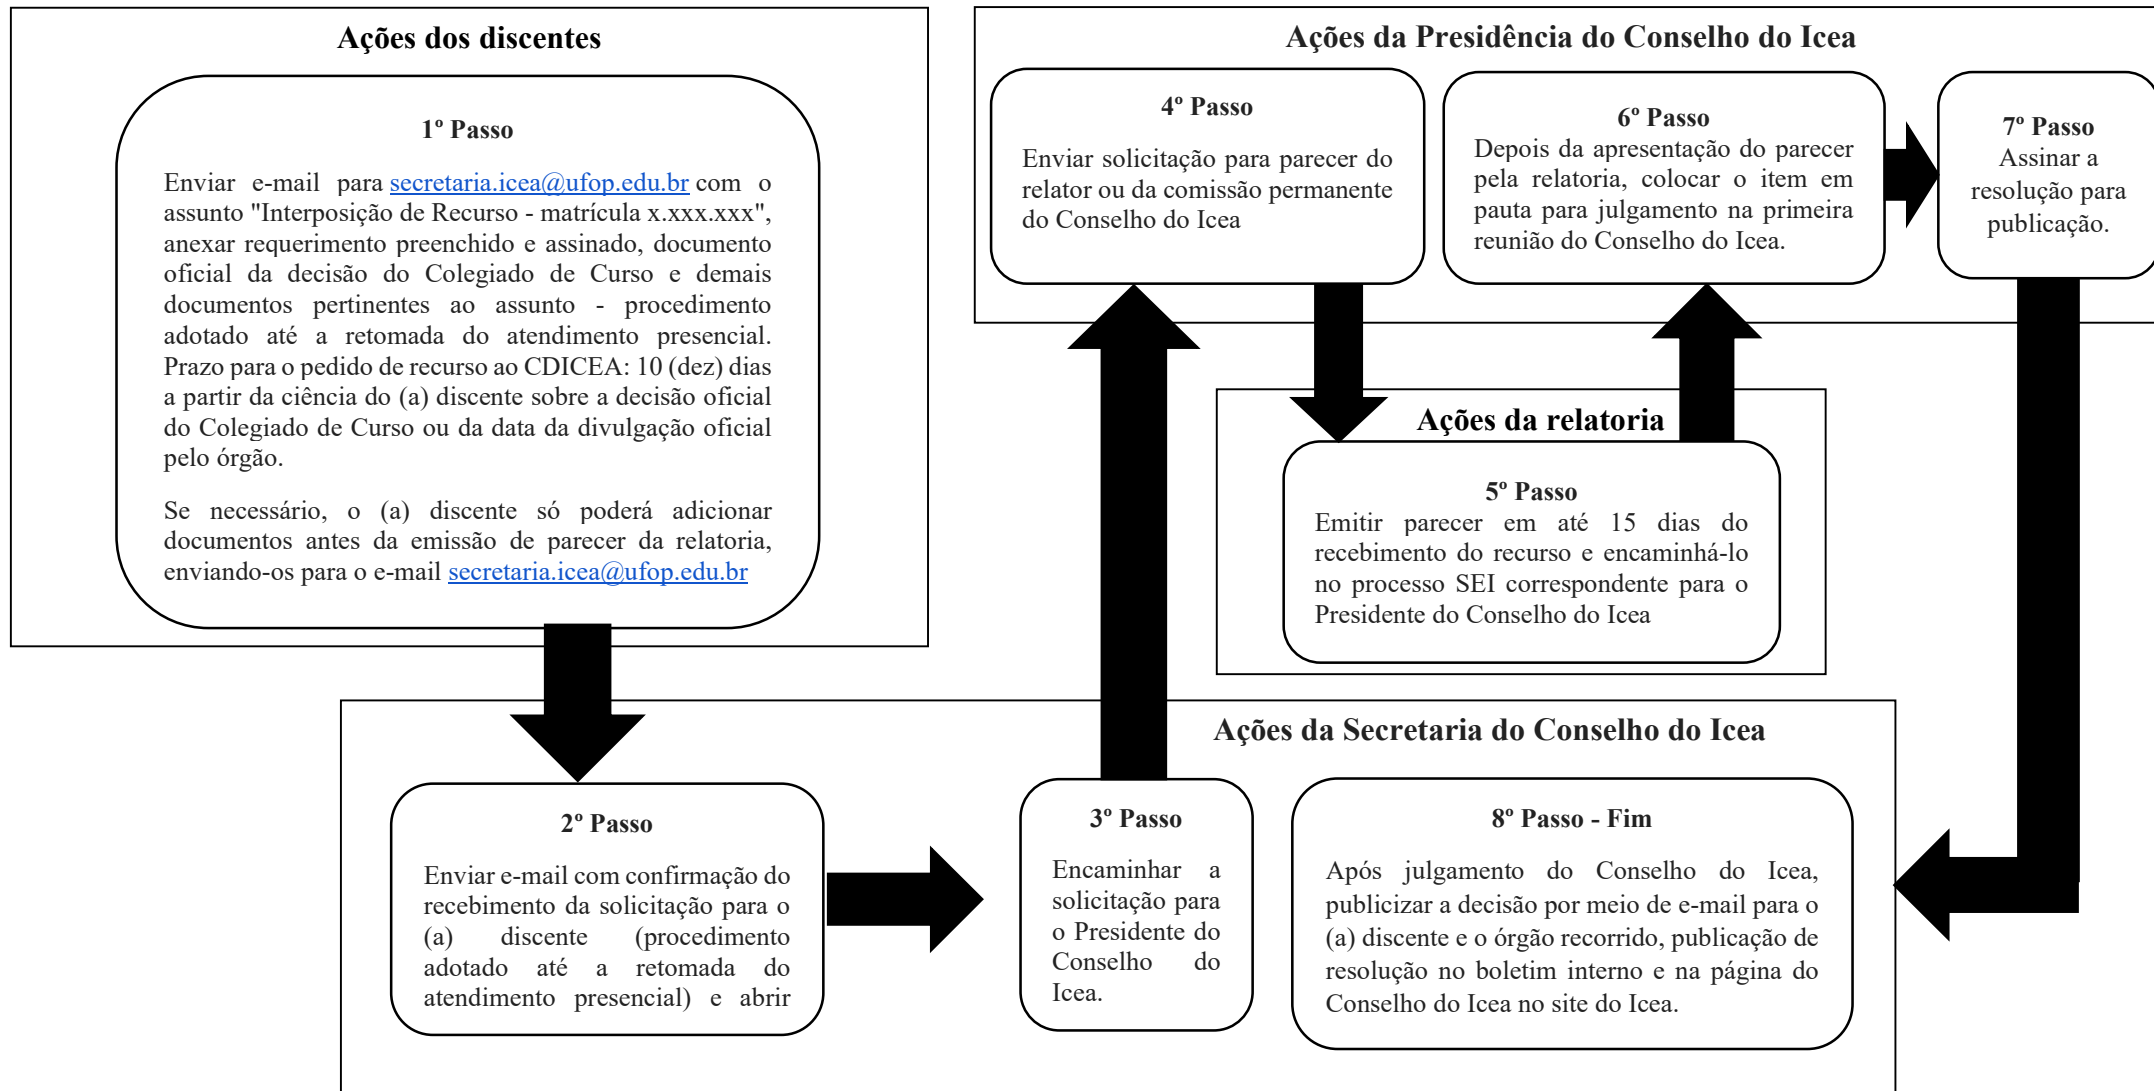 Ações dos discentes
1º Passo
Enviar e-mail para secretaria.icea@ufop.edu.br com o
assunto "Interposição de Recurso - matrícula x.xxx.xxx",
anexar requerimento preenchido e assinado, documento
oficial da decisão do Colegiado de Curso e demais
documentos pertinentes ao assunto - procedimento
adotado até a retomada do atendimento presencial.
Prazo para o pedido de recurso ao CDICEA: 10 (dez) dias
a partir da ciência do (a) discente sobre a decisão oficial
do Colegiado de Curso ou da data da divulgação oficial
pelo órgão.
Se necessário, o (a) discente só poderá adicionar
documentos antes da emissão de parecer da relatoria,
enviando-os para o e-mail secretaria.icea@ufop.edu.br
Ações da Secretaria do Conselho do Icea
2º Passo
Enviar e-mail com confirmação do
recebimento da solicitação para o
(a) discente (procedimento
adotado até a retomada do
atendimento presencial) e abrir
3º Passo
Encaminhar a
solicitação para
o Presidente do
Conselho do
Icea.
Ações da Presidência do Conselho do Icea
4º Passo
Enviar solicitação para parecer do
relator ou da comissão permanente
do Conselho do Icea
Ações da relatoria
5º Passo
Emitir parecer em até 15 dias do
recebimento do recurso e encaminhá-lo
no processo SEI correspondente para o
Presidente do Conselho do Icea
6º Passo
Depois da apresentação do parecer
pela relatoria, colocar o item em
pauta para julgamento na primeira
reunião do Conselho do Icea.
7º Passo
Assinar a
resolução para
publicação.
8º Passo - Fim
Após julgamento do Conselho do Icea,
publicizar a decisão por meio de e-mail para o
(a) discente e o órgão recorrido, publicação de
resolução no boletim interno e na página do
Conselho do Icea no site do Icea.